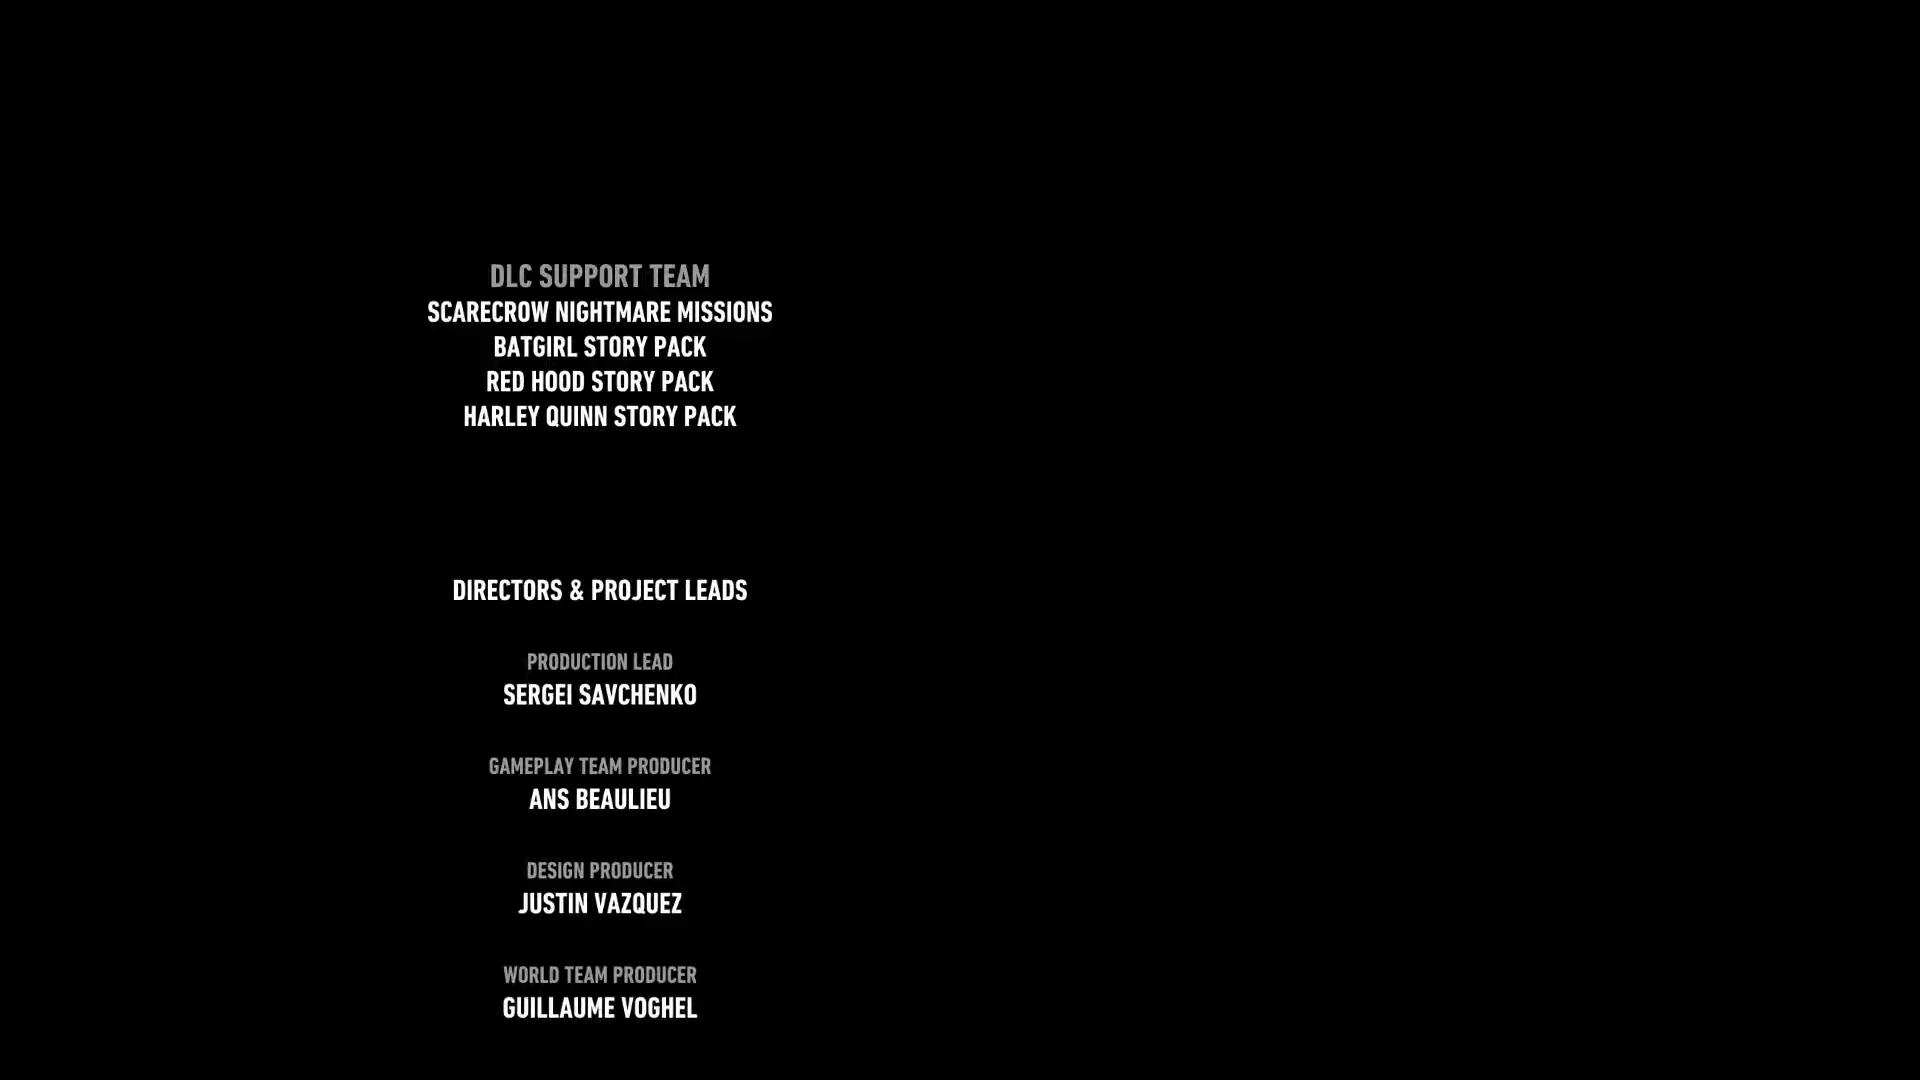 DLC SUPPORT TEAM
SCARECROW NIGHTMARE MISSIONS
BATGIRL STORY PACK
RED HOOD STORY PACK
HARLEY QUINN STORY PACK
DIRECTORS & PROJECT LEADS
PRODUCTION LEAD
SERGEI SAVCHENKO
GAMEPLAY TEAM PRODUCER
ANS BEAULIEU
DESIGN PRODUCER
JUSTIN VAZQUEZ
WORLD TEAM PRODUCER
GUILLAUME VOGHEL